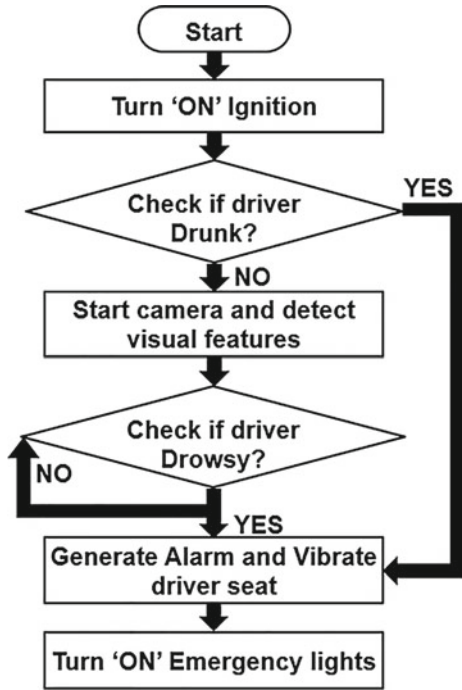 Start
Turn ‘ON’ Ignition
YES
Check if driver
Drunk?
NO
Start camera and detect
visual features
Check if driver
Drowsy?
NO
YES
Generate Alarm and Vibrate
driver seat
Turn ‘ON’ Emergency lights